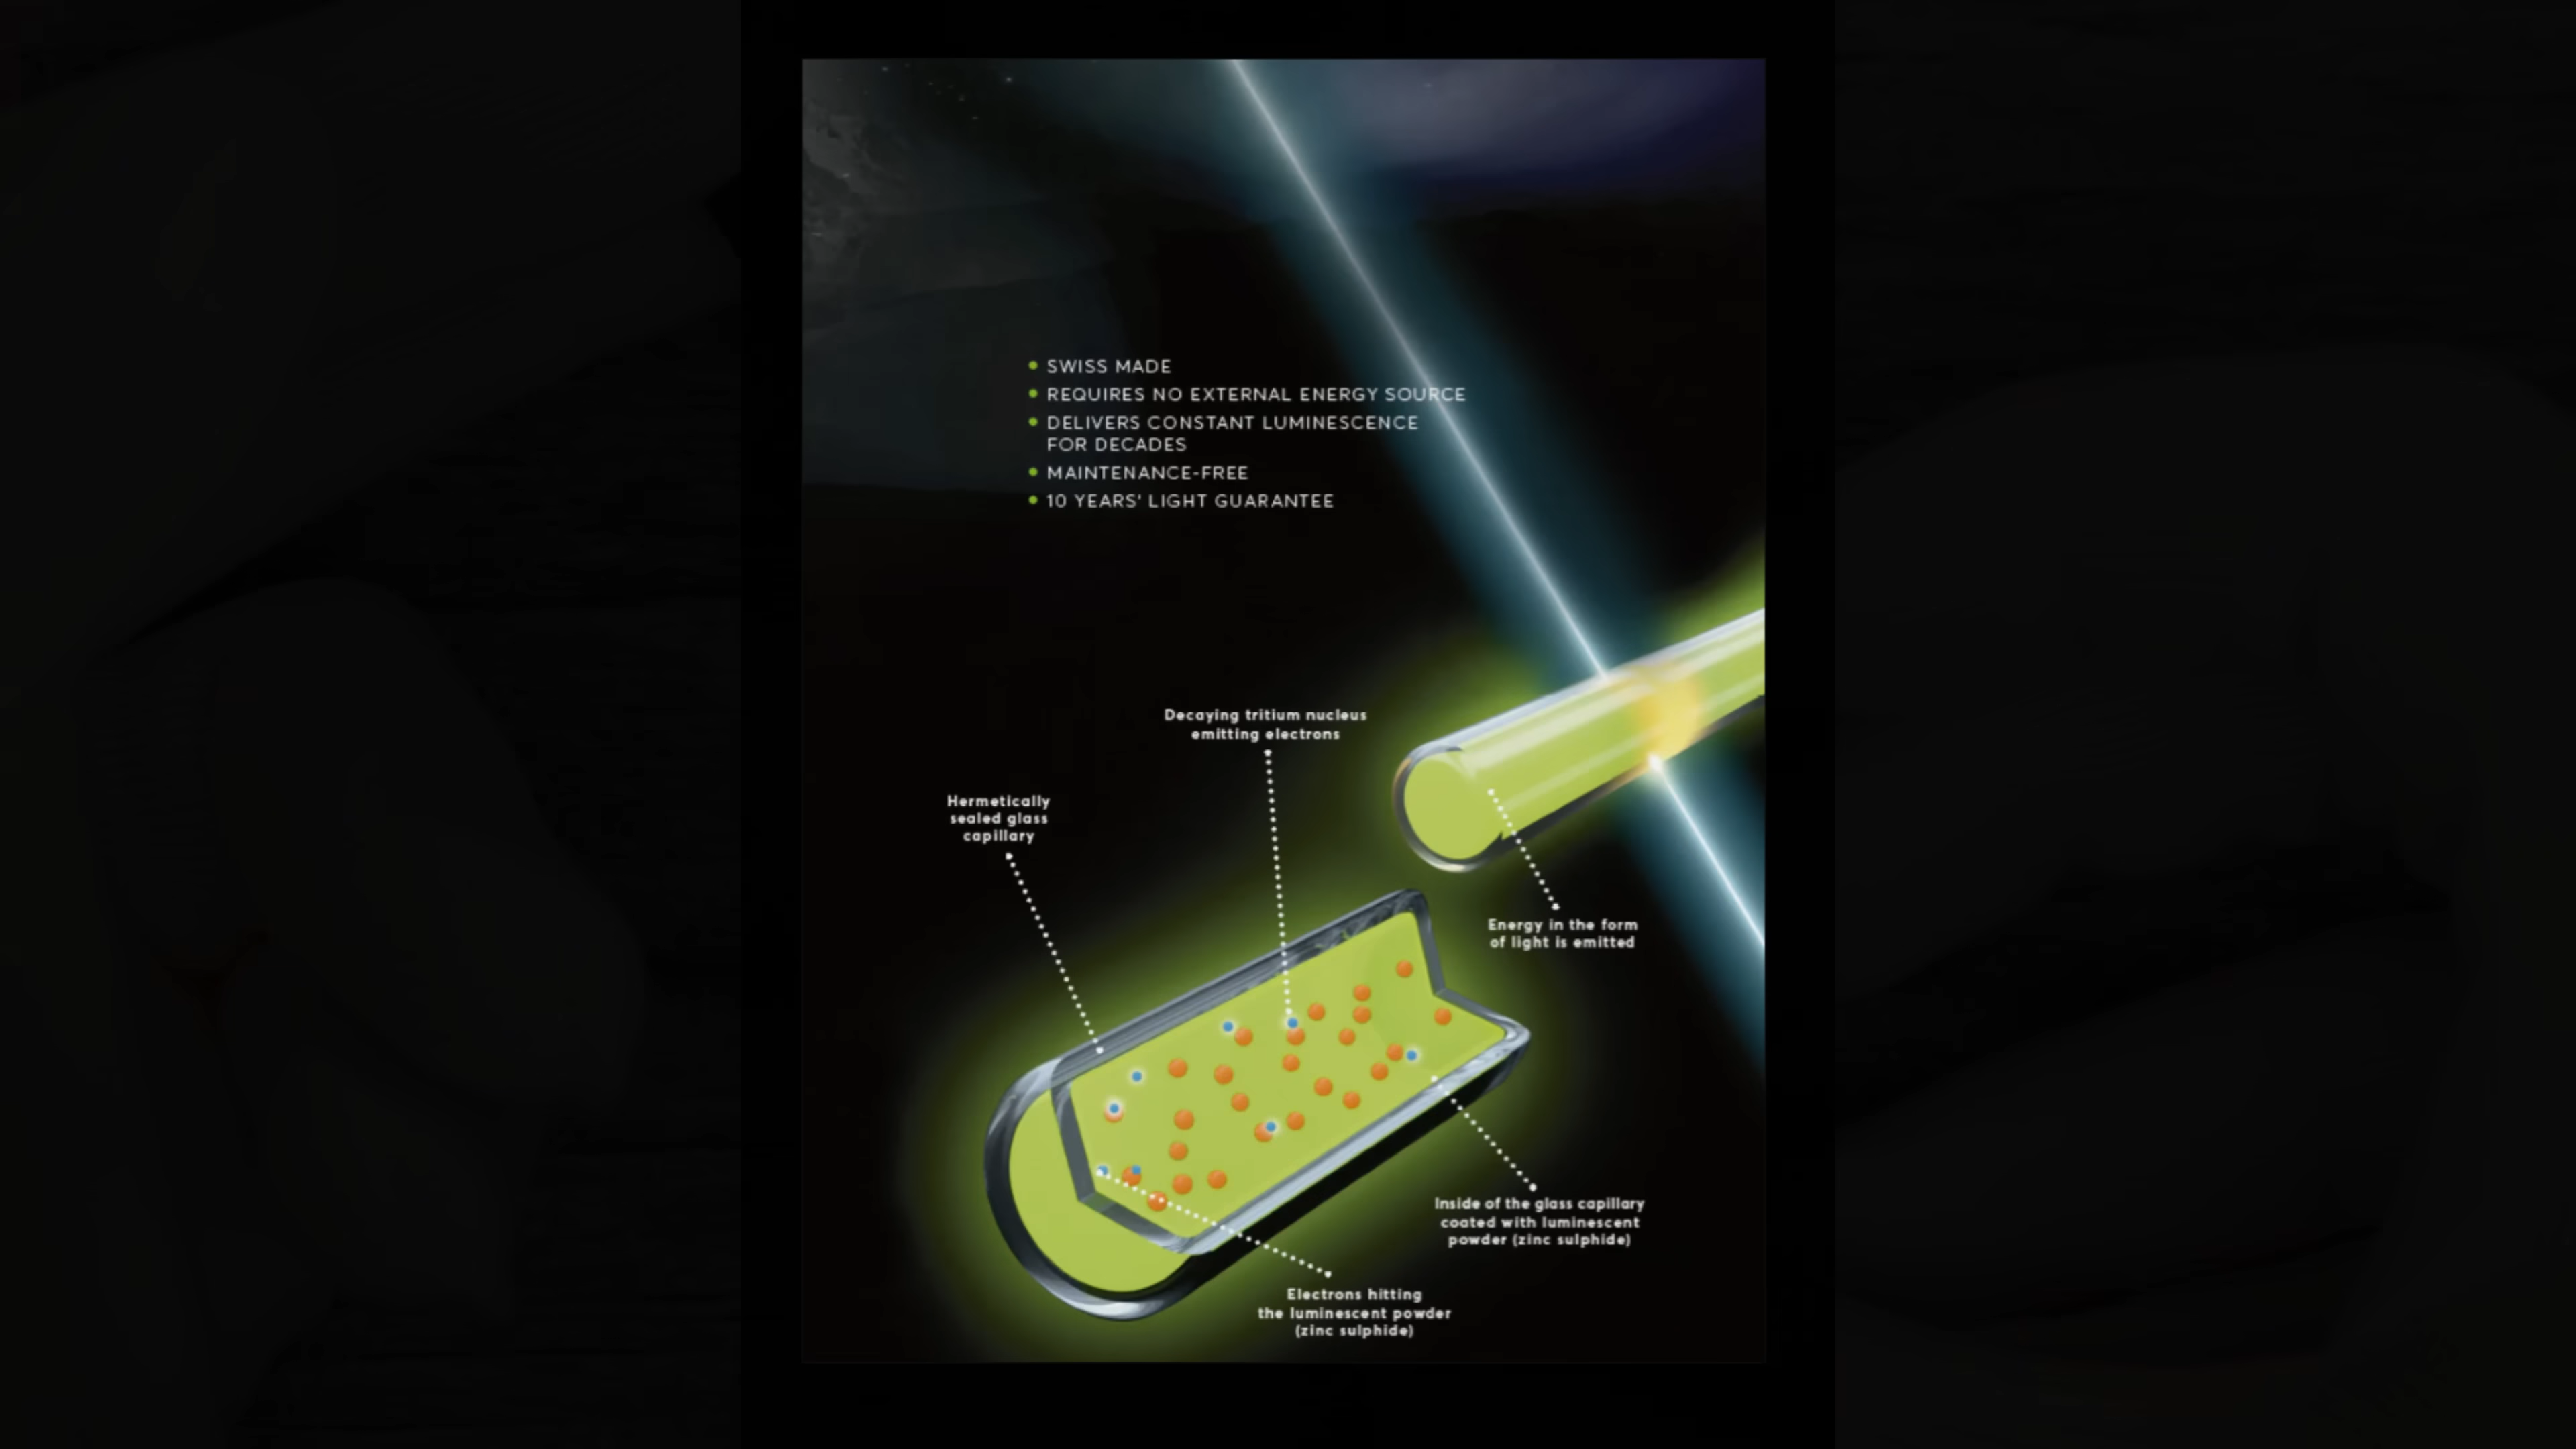 SWISS MADE
REQUIRES NO EXTERNAL ENERGY SOURCE
DELIVERS CONSTANT LUMINESCENCE
FOR DECADES
MAINTENANCE-FREE
10 YEARS' LIGHT GUARANTEE
Decaying tritium nucleus
emitting electrons
Hermetically
sealed glass
capillary
Energy in the form
of light is emitted
Inside of the glass capillary
coated with luminescent
powder (zinc sulphide)
Electrons hitting
the luminescent powder
(zinc sulphide)